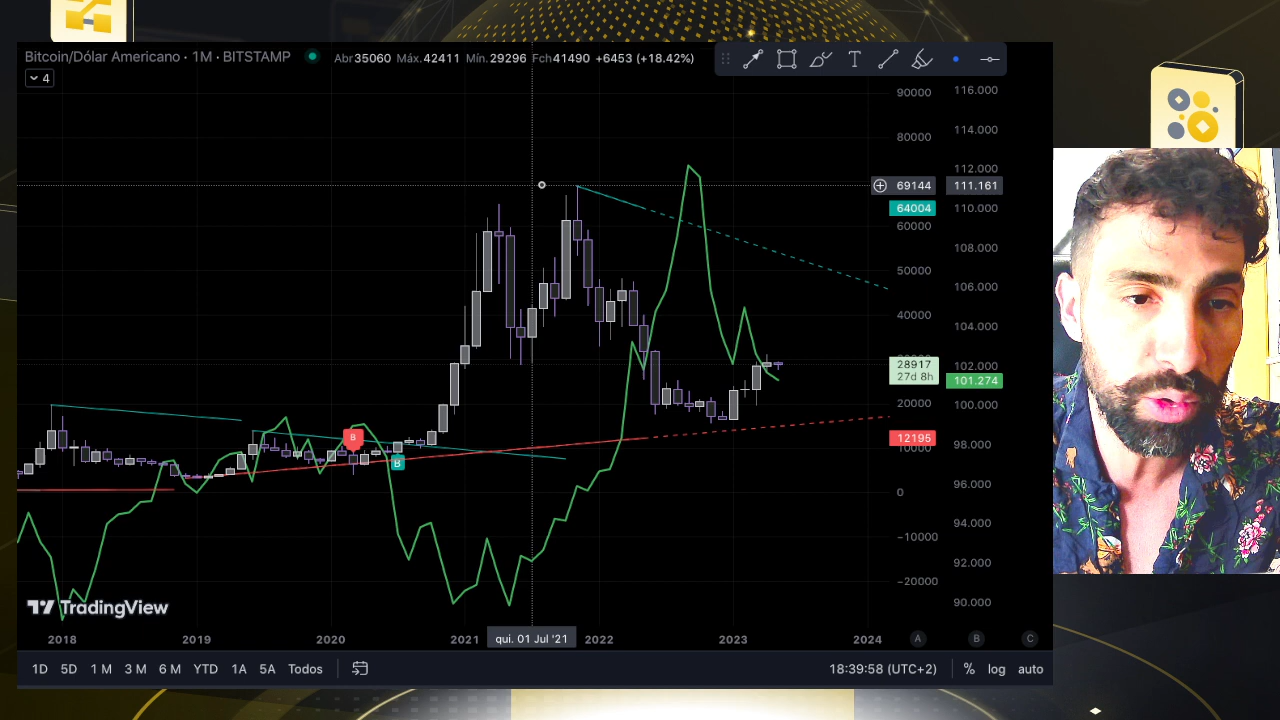 Bitcoin/Dólar Americano · 1M · BITSTAMP Abr35060 Máx.42411 Mín.29296 Fch41490 +6453 (+18.42%)
4
90000 116.000
80000 114.000
112.000
69144 111.161
64004 110.000
60000 108.000
50000 106.000
40000 104.000
28917 102.000
27d 8h 101.274
20000 100.000
12195 98.000
10000
0 96.000
−10000 94.000
92.000
−20000 90.000
B
B
TradingView
2018 2019 2020 2021 qui. 01 Jul '21 2022 2023 2024 A B C
1D 5D 1 M 3 M 6 M YTD 1A 5A Todos 18:39:58 (UTC+2) % log auto